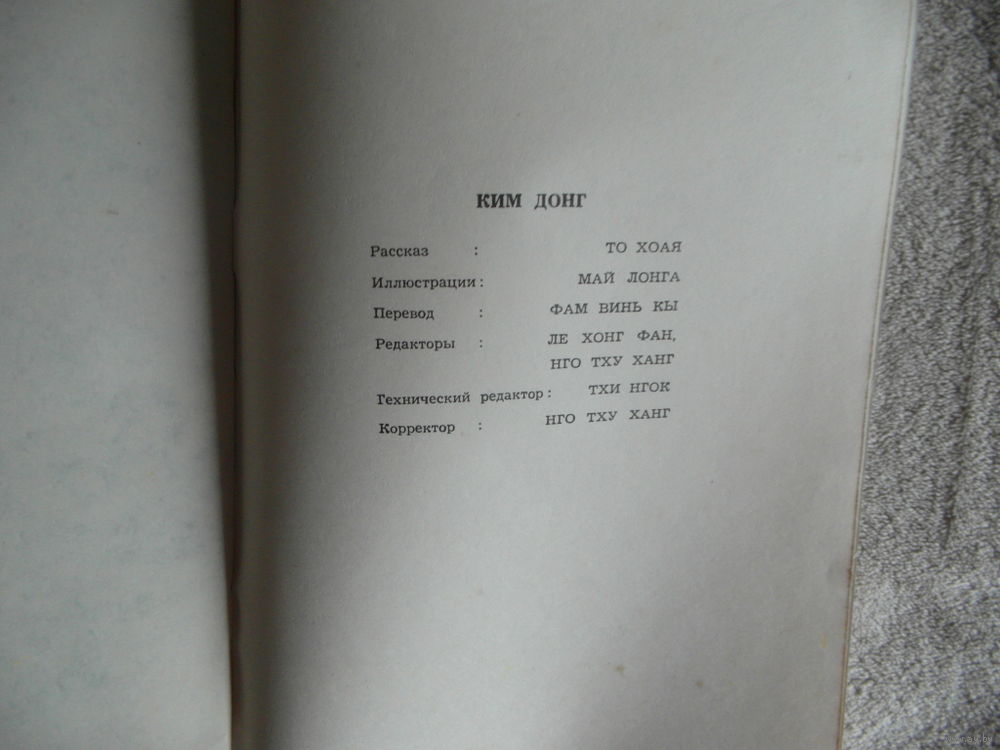 КИМ ДОНГ
Рассказ : ТО ХОАЯ
Иллюстрации: МАЙ ЛОНГА
Перевод : ФАМ ВИНЬ КЫ
Редакторы : ЛЕ ХОНГ ФАН,
НГО ТХУ ХАНГ
Технический редактор: ТХИ НГОК
Корректор : НГО ТХУ ХАНГ